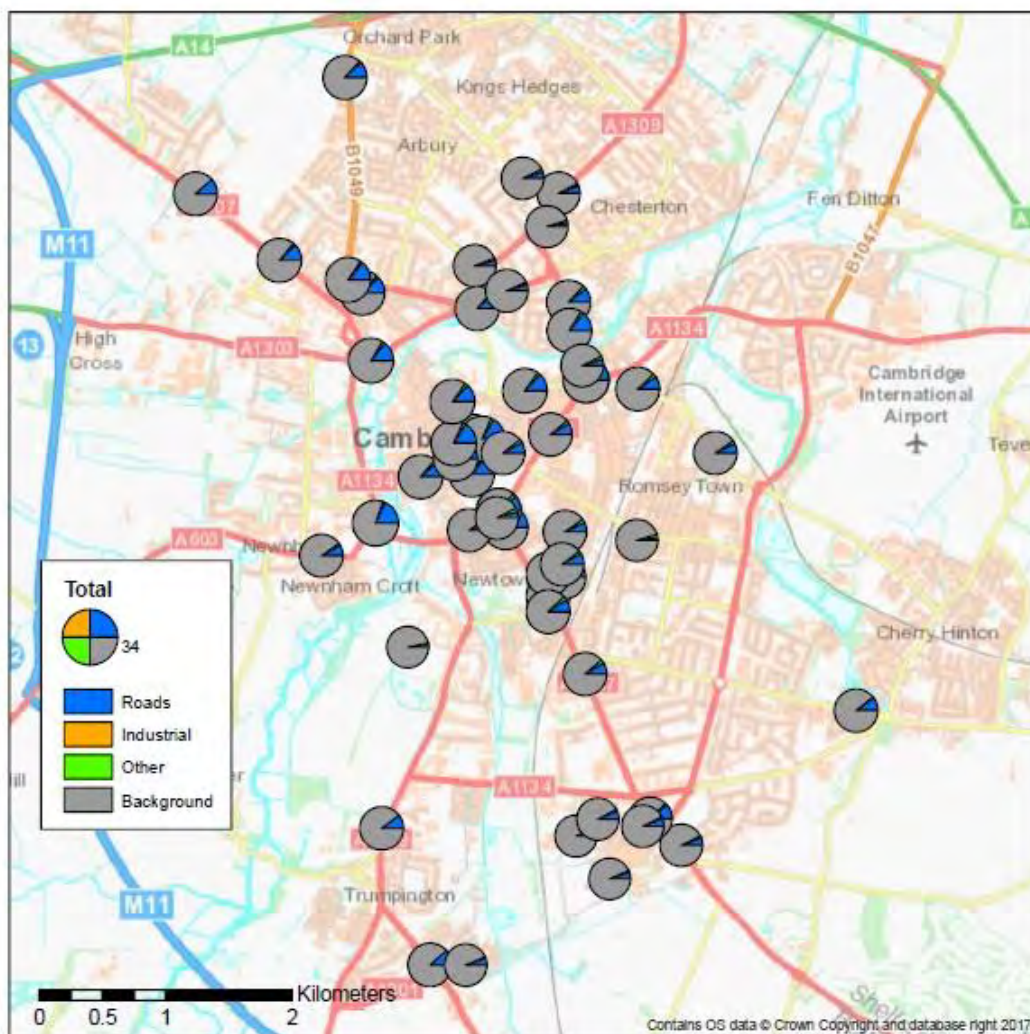 A14
Orchard Park
Kings Hedges
A1309
Arbury
Chesterton
Fen Ditton
M11
B1049
B1047
13
High
Cross
A1303
A1134
Cambridge
International
Airport
Camb
A1134
Romsey Town
A603
Newnham Croft
Newtow
Cherry Hinton
Total
34
Roads
Industrial
Other
Background
A1134
M11
Trumpington
Kilometers
0 0.5 1 2
Contains OS data © Crown Copyright and database right 2017